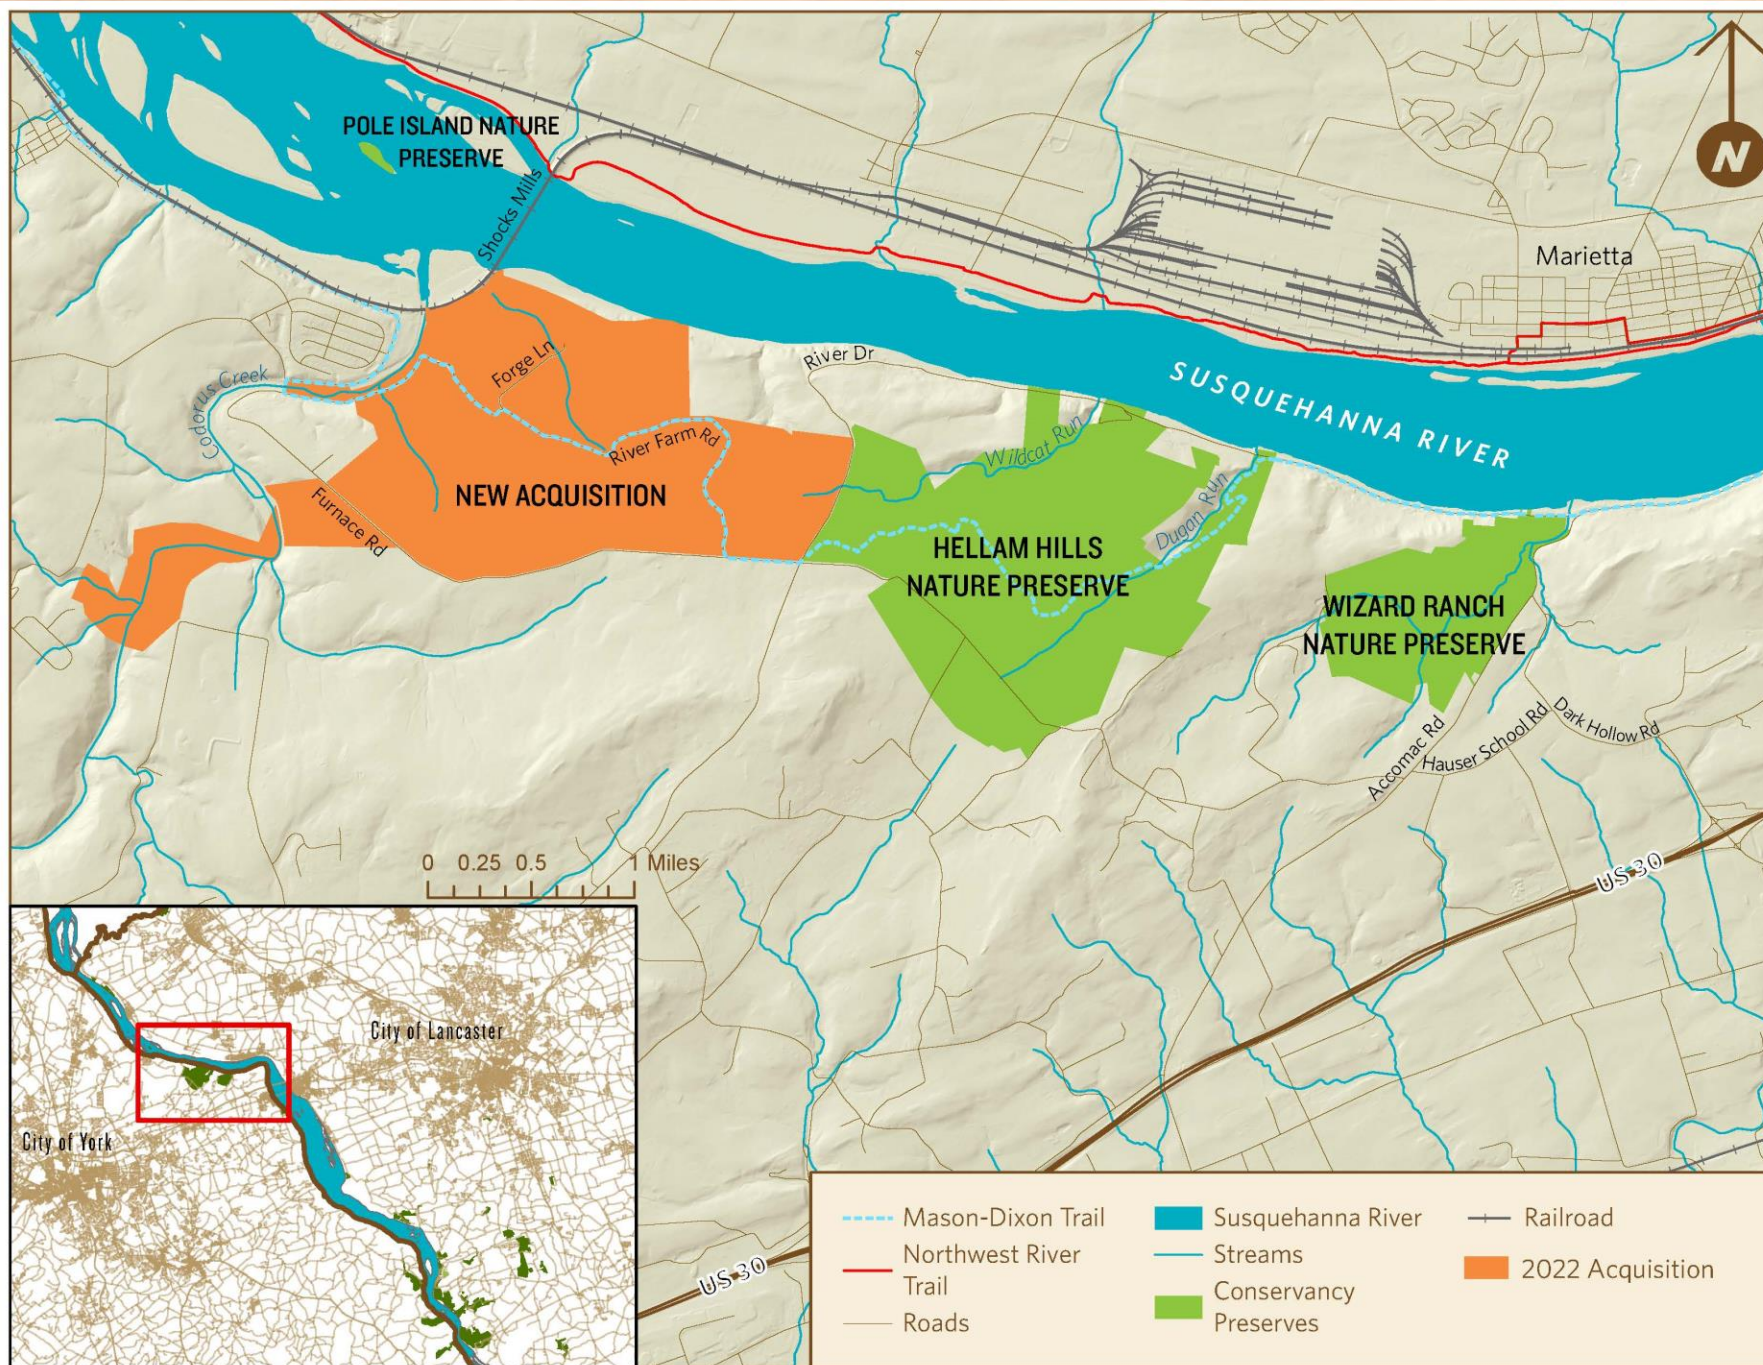 POLE ISLAND NATURE
PRESERVE
N
Shocks Mills
Marietta
River Dr
Forge Ln
SUSQUEHANNA RIVER
Codorus Creek
River Farm Rd
Wildcat Run
NEW ACQUISITION
Furnace Rd
Dugan Run
HELLAM HILLS
NATURE PRESERVE
WIZARD RANCH
NATURE PRESERVE
Accomac Rd
Hauser School Rd
Dark Hollow Rd
0 0.25 0.5 1 Miles
US 30
City of Lancaster
City of York
US 30
Mason-Dixon Trail
Northwest River
Trail
Roads
Susquehanna River
Streams
Conservancy
Preserves
Railroad
2022 Acquisition